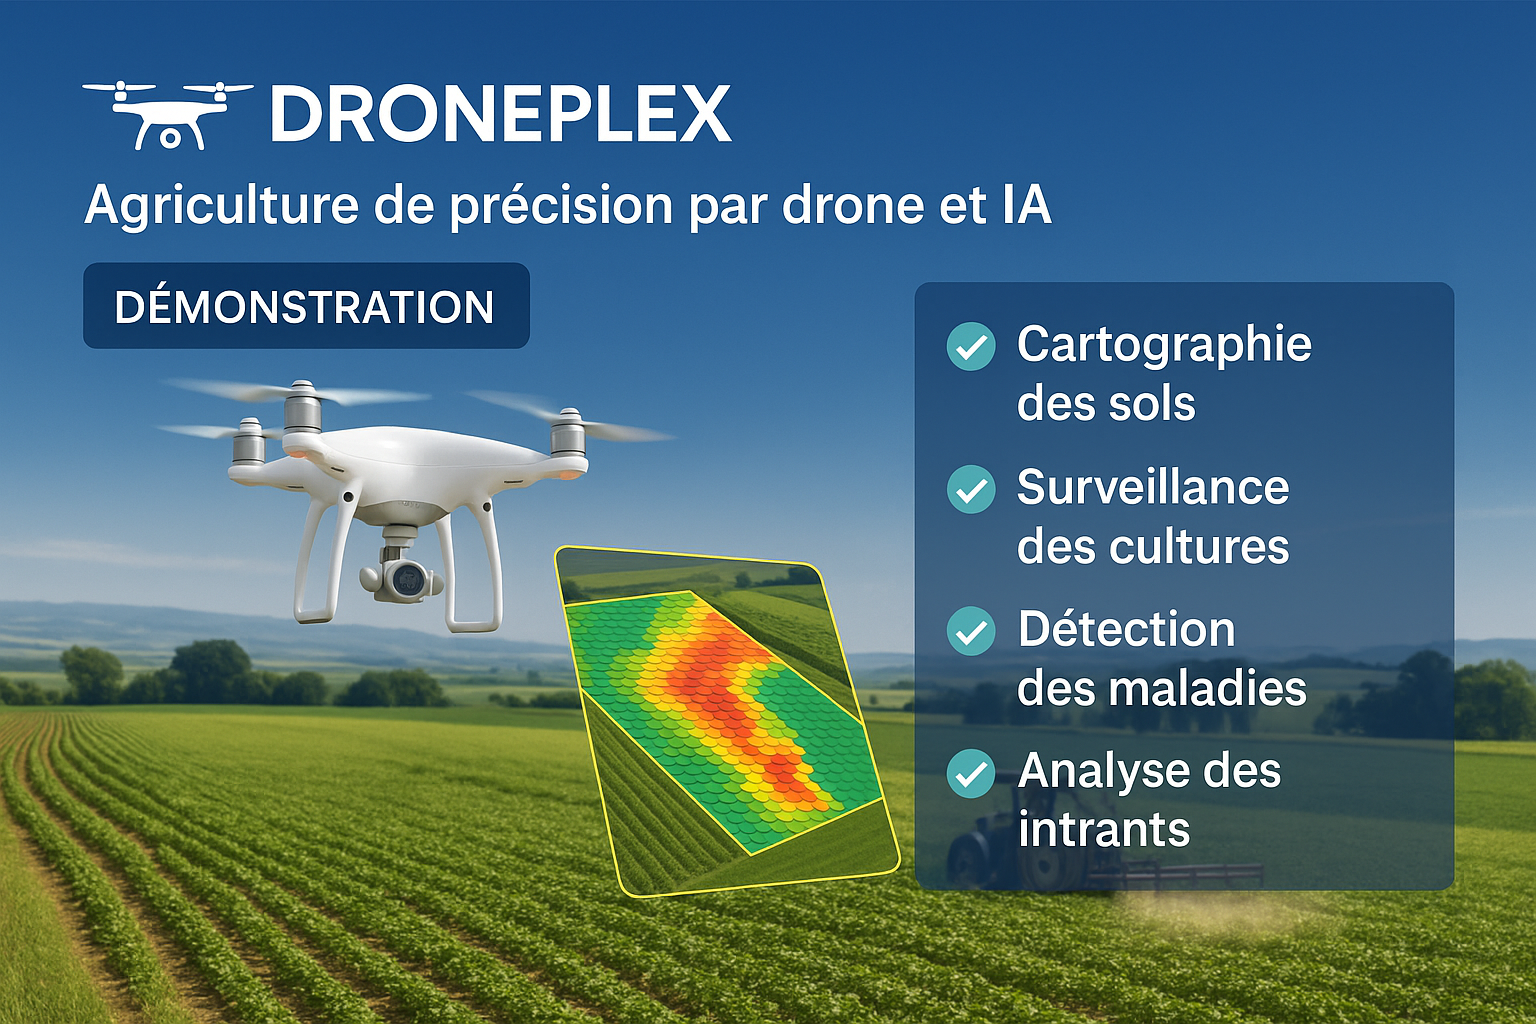 DRONEPLEX
Agriculture de précision par drone et IA
DÉMONSTRATION
Cartographie
des sols
Surveillance
des cultures
Détection
des maladies
Analyse des
intrants